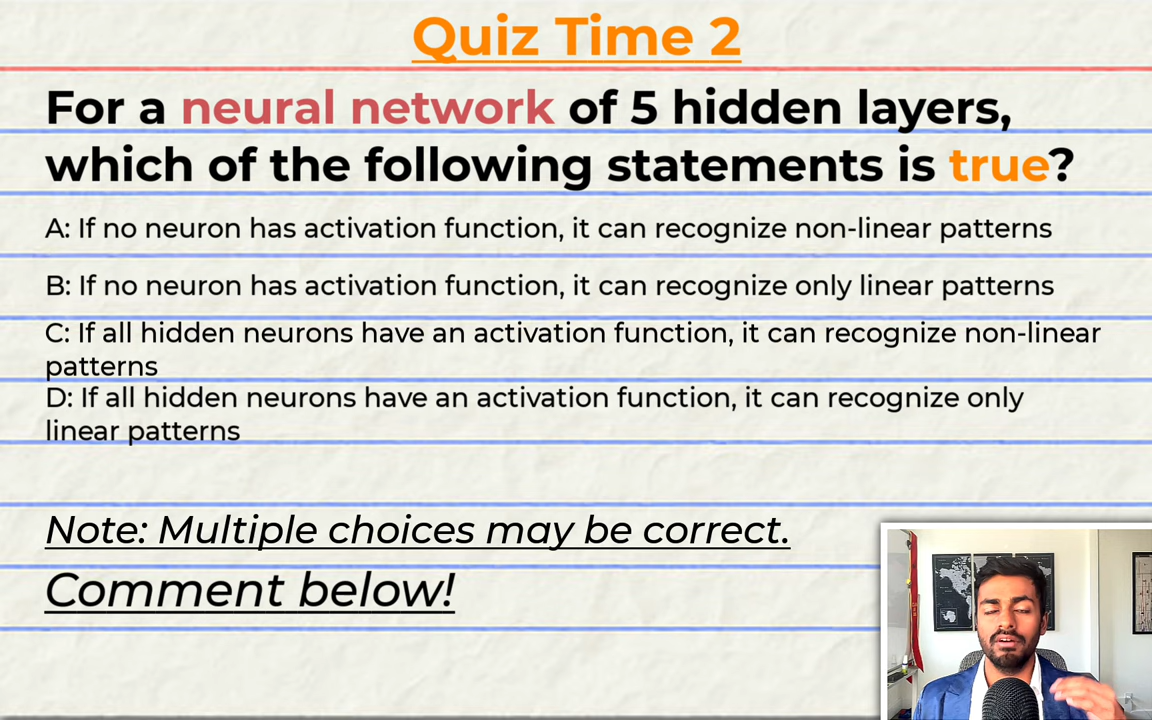 Quiz Time 2
For a neural network of 5 hidden layers,
which of the following statements is true?
A: If no neuron has activation function, it can recognize non-linear patterns
B: If no neuron has activation function, it can recognize only linear patterns
C: If all hidden neurons have an activation function, it can recognize non-linear
patterns
D: If all hidden neurons have an activation function, it can recognize only
linear patterns
Note: Multiple choices may be correct.
Comment below!